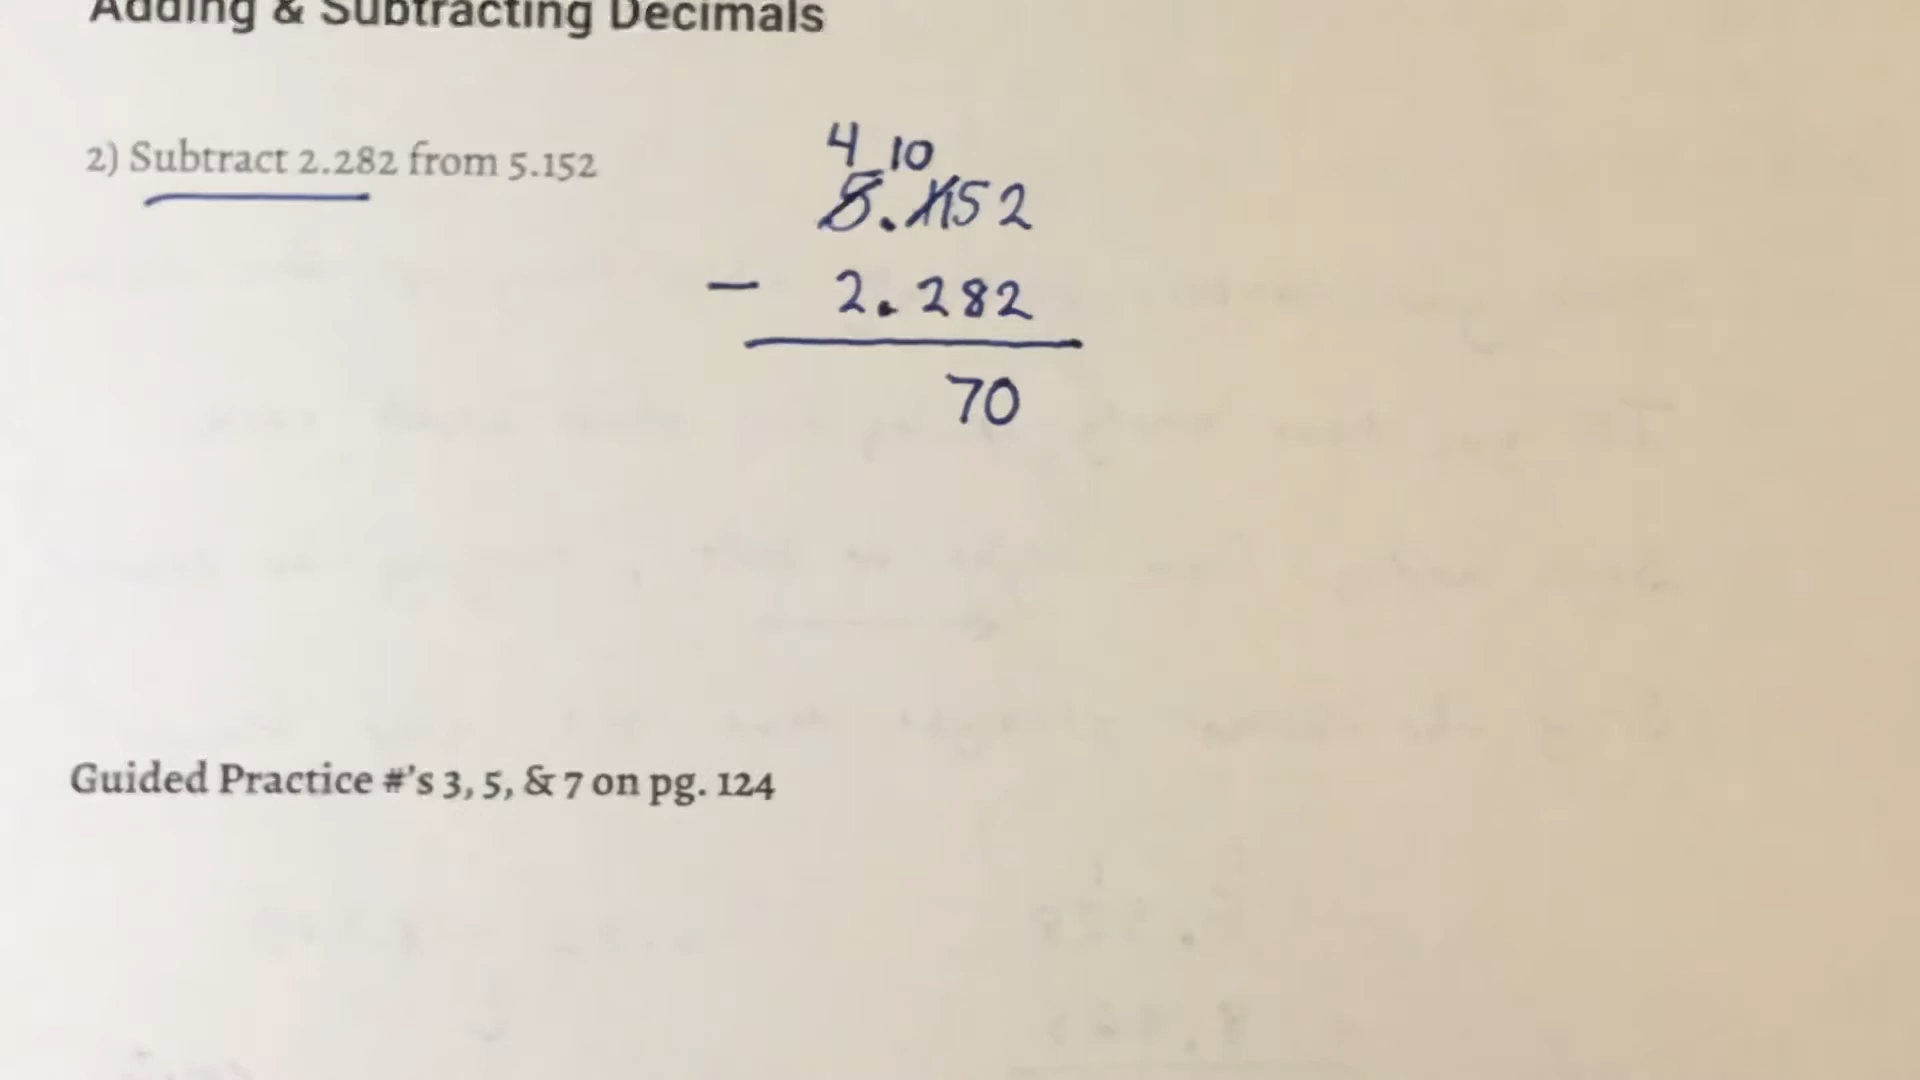 Adding & Subtracting Decimals
2) Subtract 2.282 from 5.152
4 10
5.1152
− 2.282
70
Guided Practice #'s 3, 5, & 7 on pg. 124